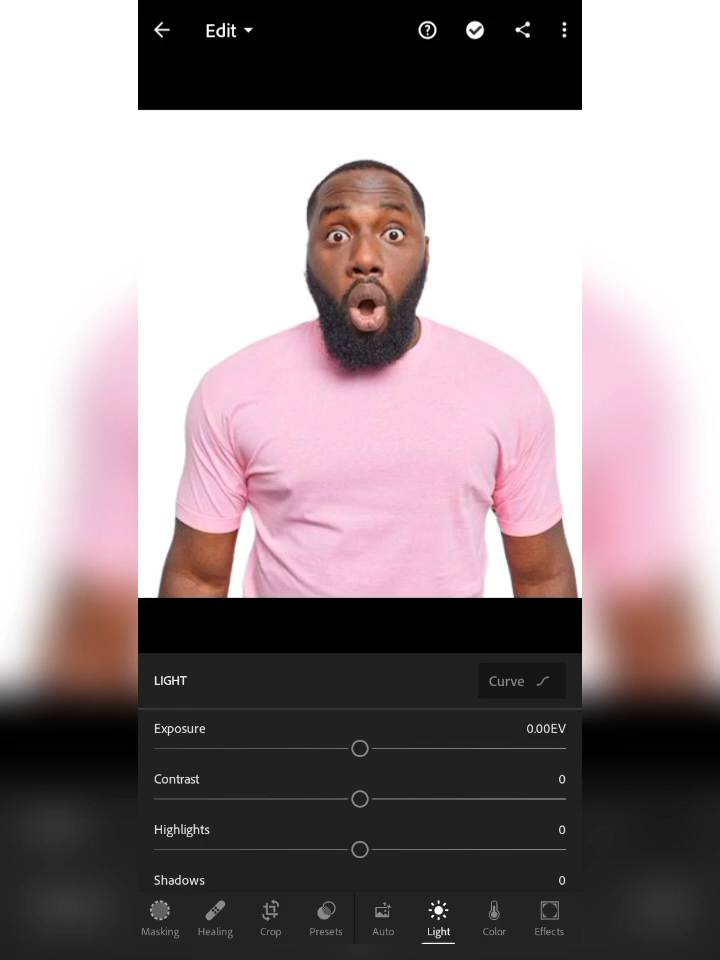 Edit
LIGHT
Curve
Exposure 0.00EV
Contrast 0
Highlights 0
Shadows 0
Masking Healing Crop Presets Auto Light Color Effects